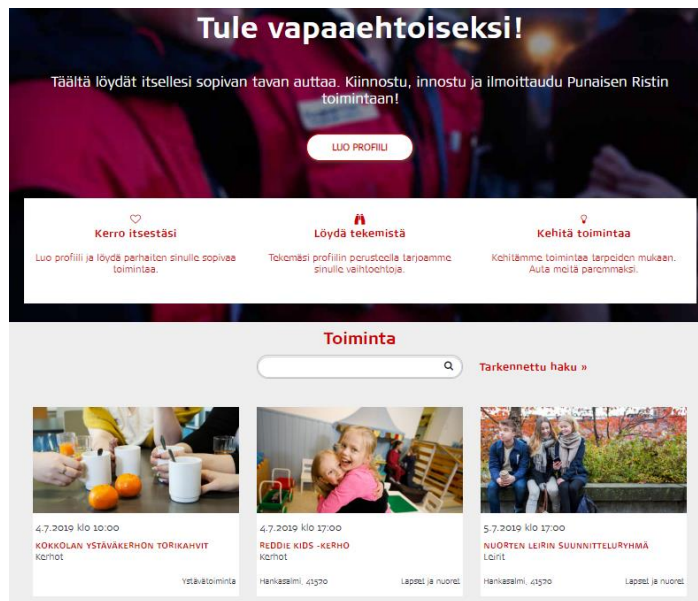 Tule vapaaehtoiseksi!
Täältä löydät itsellesi sopivan tavan auttaa. Kiinnostu, innostu ja ilmoittaudu Punaisen Ristin
toimintaan!
LUO PROFIILI
Kerro itsestäsi
Luo profiili ja löydä parhaiten sinulle sopivaa
toimintaa.
Löydä tekemistä
Tekemäsi profiilin perusteella tarjoamme
sinulle vaihtoehtoja.
Kehitä toimintaa
Kehitämme toimintaa tarpeiden mukaan.
Auta meitä paremmaksi.
Toiminta
Tarkennettu haku »
4.7.2019 klo 10:00
KOKKOLAN YSTÄVÄKERHON TORIKAHVIT
Kerhot
Ystävätoiminta
4.7.2019 klo 17:00
REDDIE KIDS -KERHO
Kerhot
Hankasalmi, 41520 Lapset ja nuoret
5.7.2019 klo 17:00
NUORTEN LEIRIN SUUNNITTELURYHMÄ
Leirit
Hankasalmi, 41520 Lapset ja nuoret